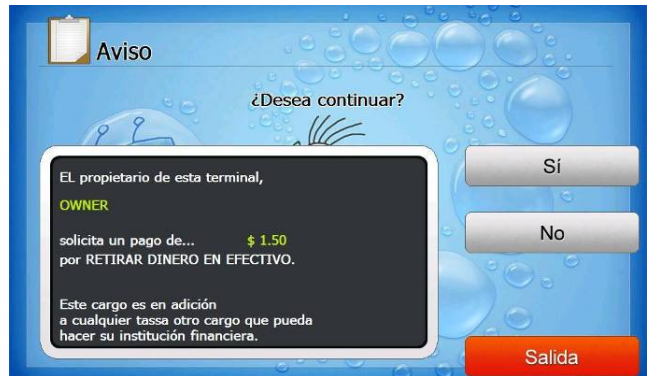 Aviso
¿Desea continuar?
EL propietario de esta terminal,
OWNER
solicita un pago de... $ 1.50
por RETIRAR DINERO EN EFECTIVO.
Este cargo es en adición
a cualquier tassa otro cargo que pueda
hacer su institución financiera.
Sí
No
Salida